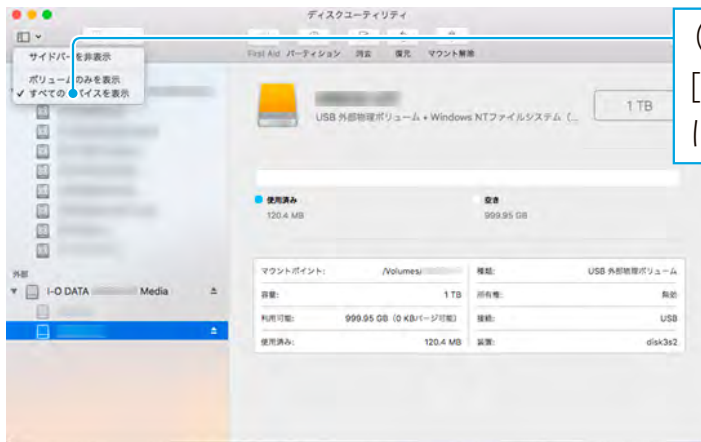 ディスクユーティリティ
First Aid パーティション 消去 復元 マウント解除
サイドバーを非表示
ボリュームのみを表示
✓ すべてのデバイスを表示
USB 外部物理ボリューム • Windows NTファイルシステム (...
1 TB
使用済み
120.4 MB
空き
999.95 GB
外部
I-O DATA Media
マウントポイント: /Volumes/
種類: USB 外部物理ボリューム
容量: 1 TB
所有権: 無効
利用可能: 999.95 GB (0 KBパージ可能)
接続: USB
使用済み: 120.4 MB
装置: disk3s2